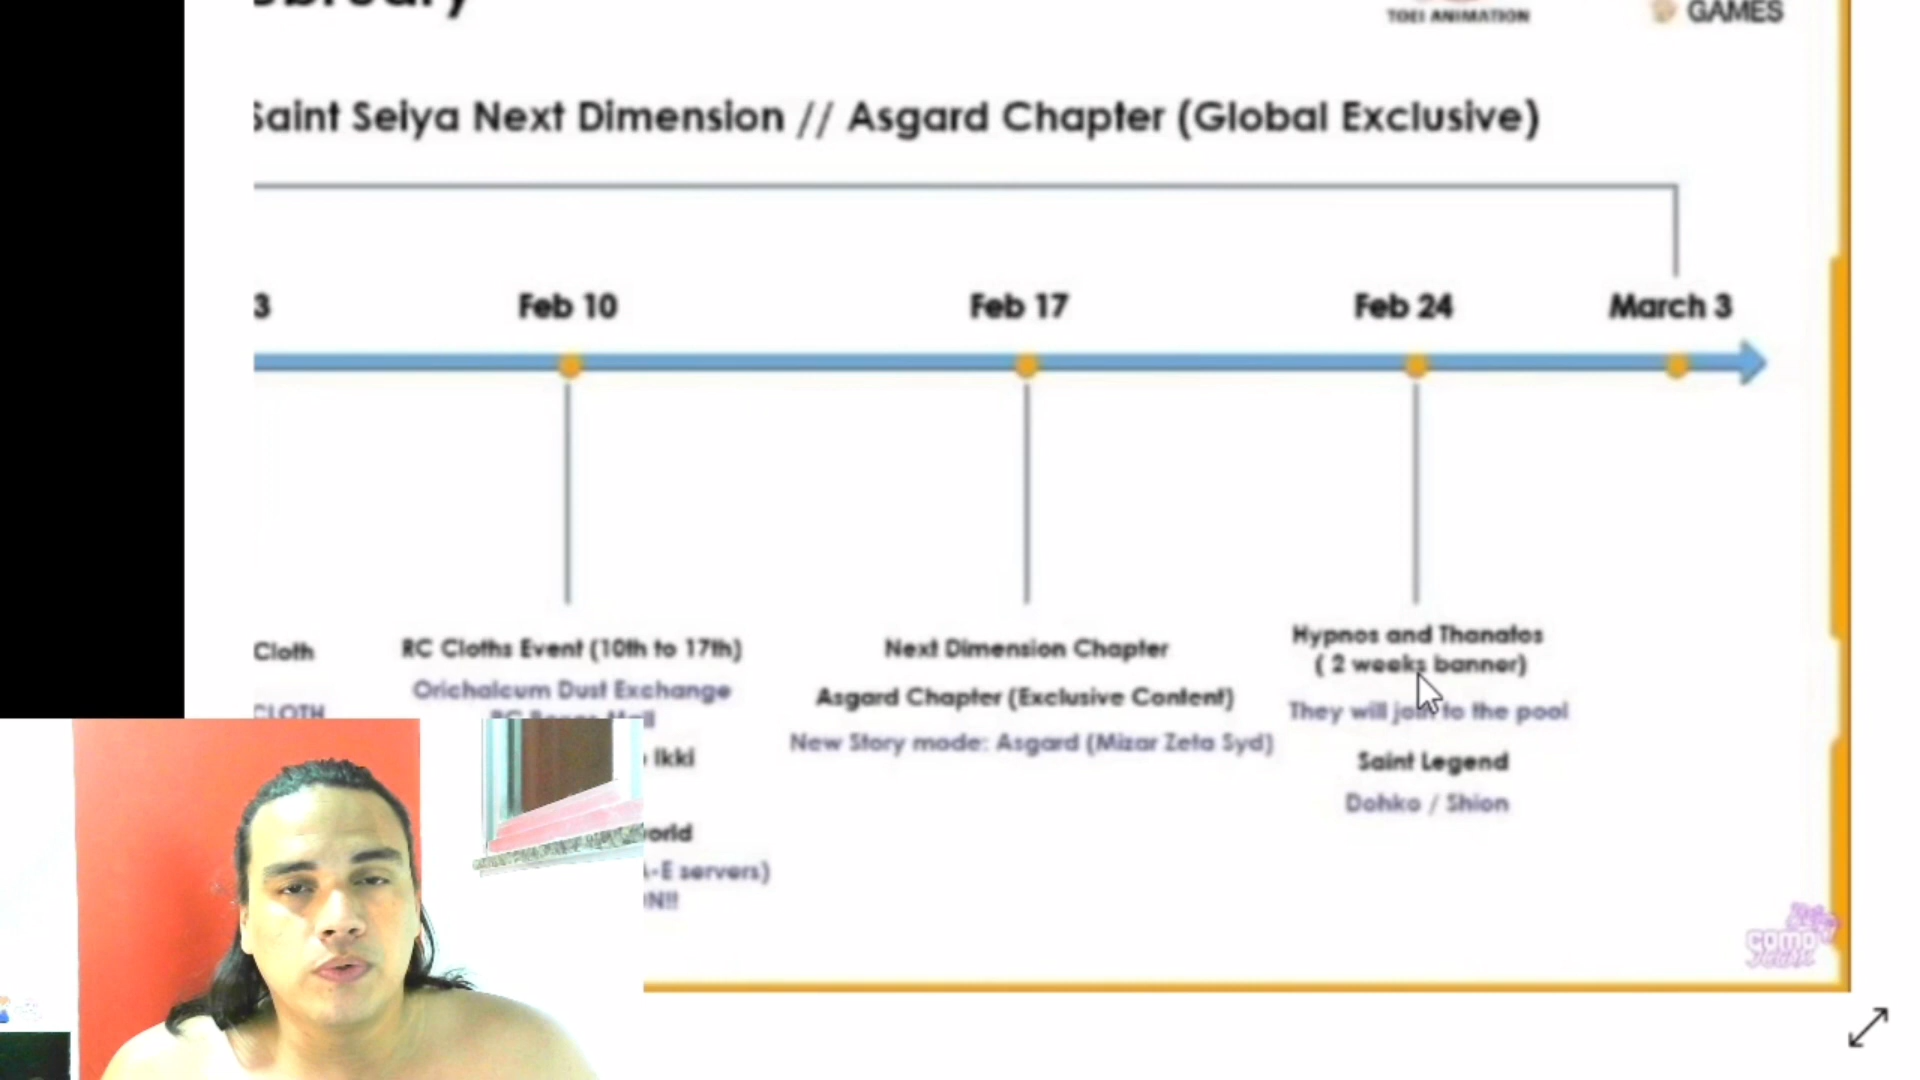 TOEI ANIMATION
GAMES
Saint Seiya Next Dimension // Asgard Chapter (Global Exclusive)
3
Feb 10
Feb 17
Feb 24
March 3
Cloth
CLOTH
RC Cloths Event (10th to 17th)
Orichalcum Dust Exchange
Ikki
orld
A-E servers)
N!!
Next Dimension Chapter
Asgard Chapter (Exclusive Content)
New Story mode: Asgard (Mizar Zeta Syd)
Hypnos and Thanatos
( 2 weeks banner)
They will join to the pool
Saint Legend
Dohko / Shion